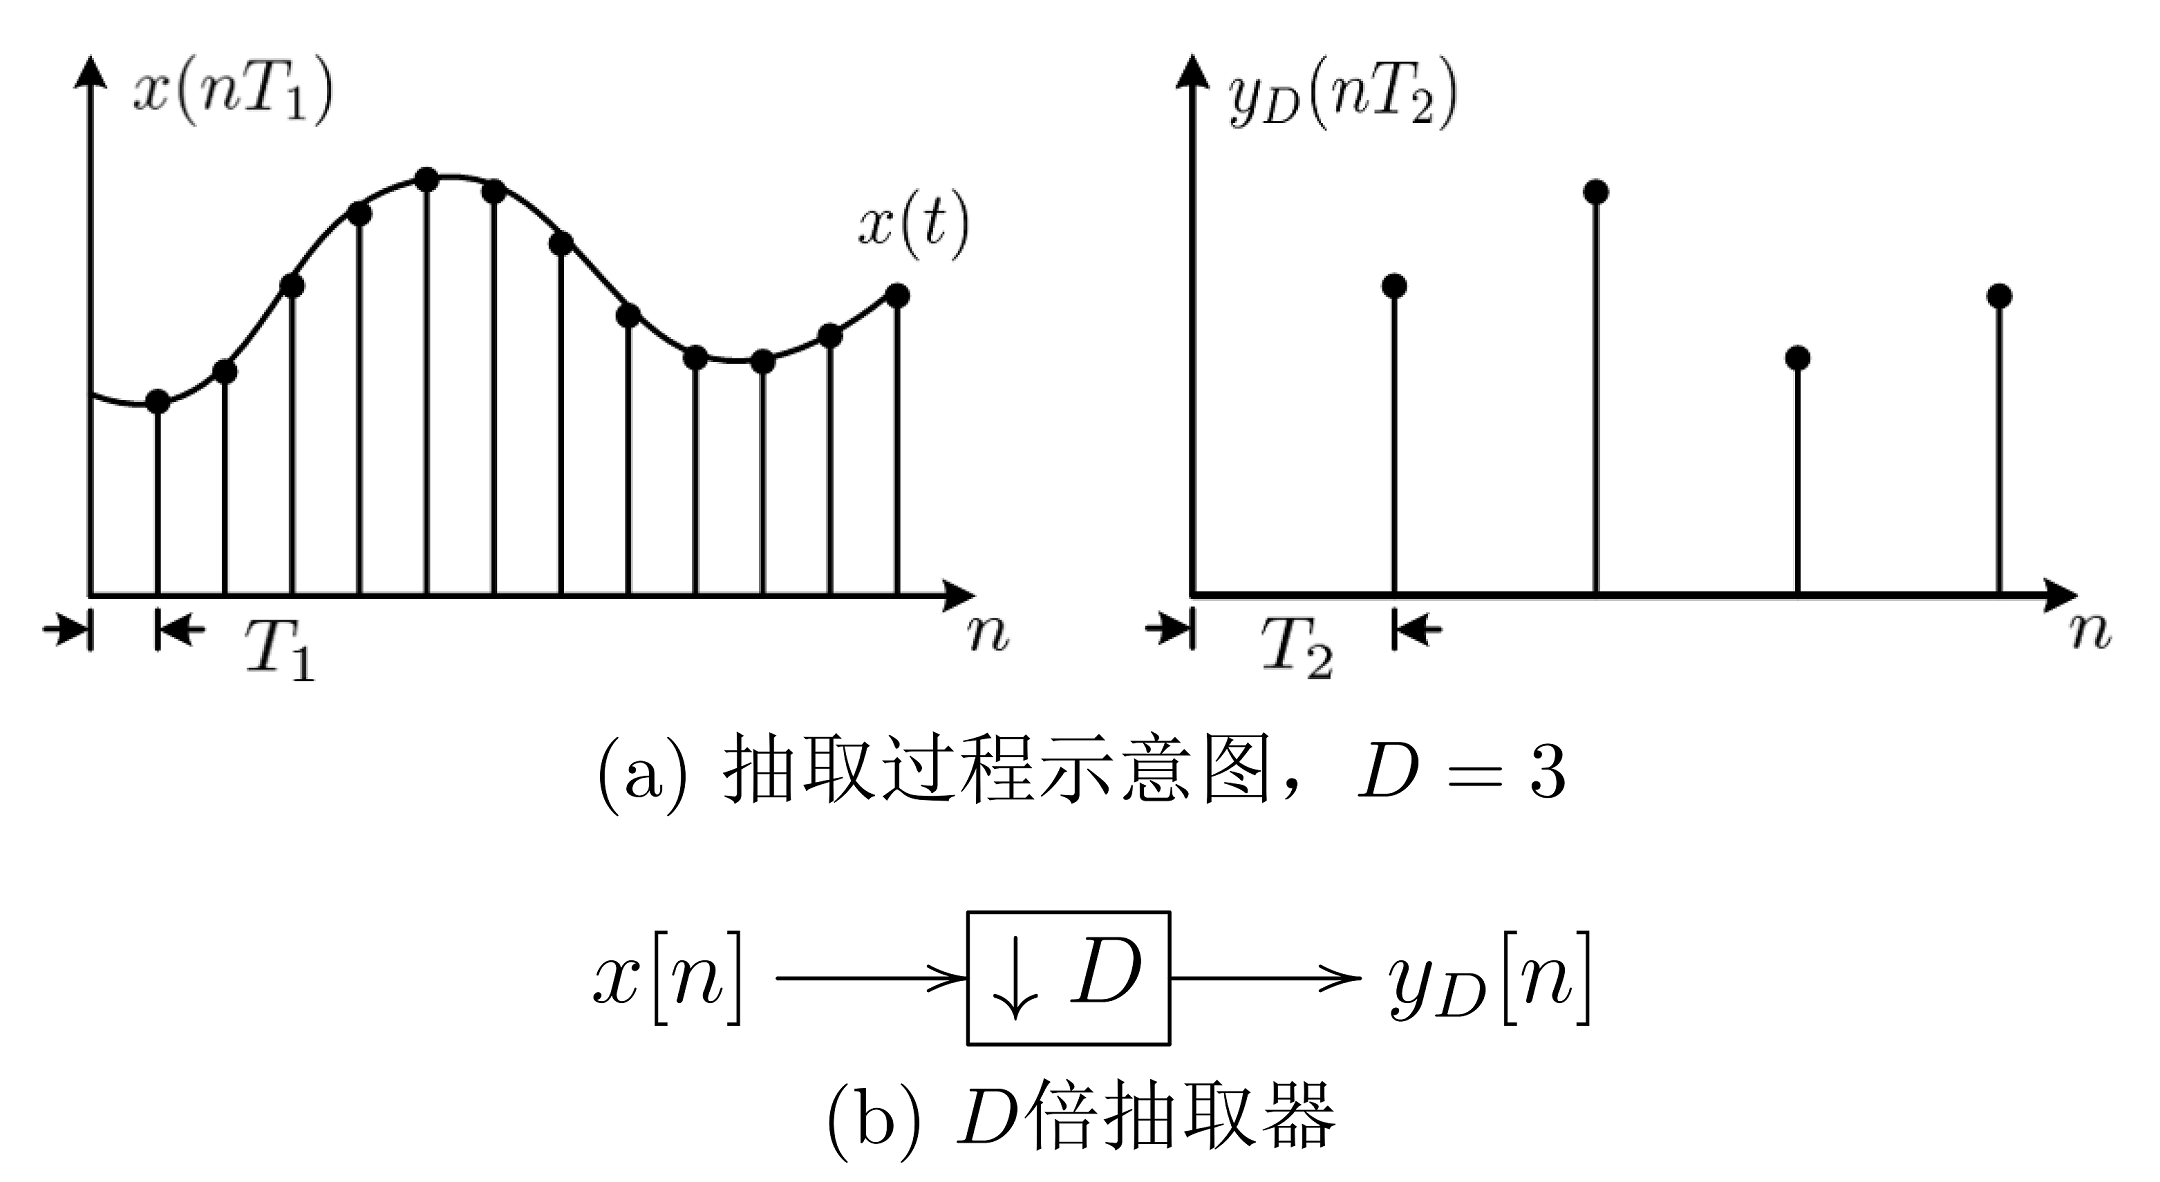 x(nT₁)
x(t)
n
T₁
y_D(nT₂)
n
T₂
(a) 抽取过程示意图，D = 3
x[n] ↓ D y_D[n]
(b) D倍抽取器